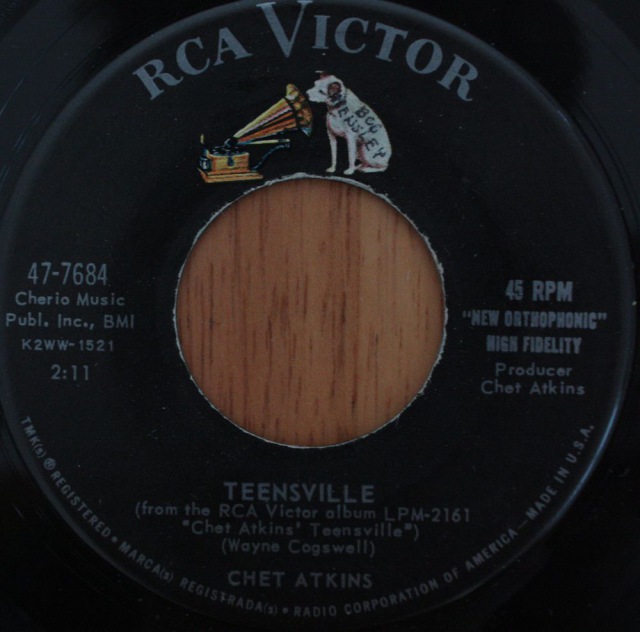 RCA VICTOR
BOB
HENSLEY
47-7684
Cherio Music
Publ. Inc., BMI
K2WW-1521
2:11
45 RPM
"NEW ORTHOPHONIC"
HIGH FIDELITY
Producer
Chet Atkins
TEENSVILLE
(from the RCA Victor album LPM-2161
"Chet Atkins' Teensville")
(Wayne Cogswell)
CHET ATKINS
TMK(s) ® REGISTERED • MARCA(s) REGISTRADA(s) • RADIO CORPORATION OF AMERICA — MADE IN U.S.A.